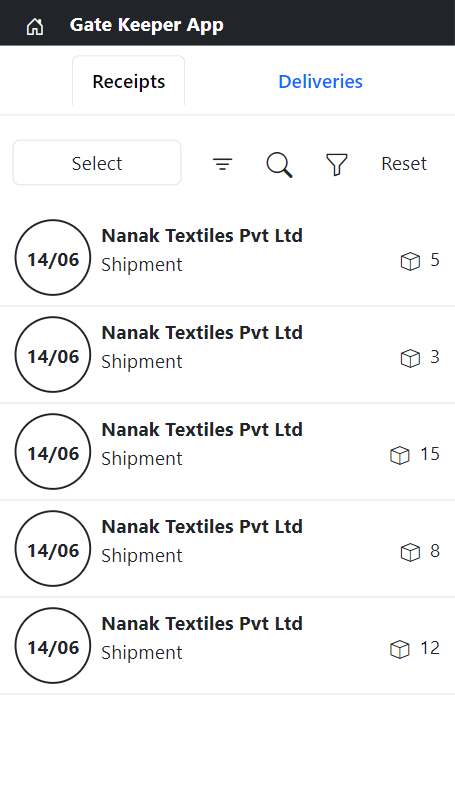 Gate Keeper App
Receipts Deliveries
Select Reset
Nanak Textiles Pvt Ltd
14/06 Shipment 5
Nanak Textiles Pvt Ltd
14/06 Shipment 3
Nanak Textiles Pvt Ltd
14/06 Shipment 15
Nanak Textiles Pvt Ltd
14/06 Shipment 8
Nanak Textiles Pvt Ltd
14/06 Shipment 12